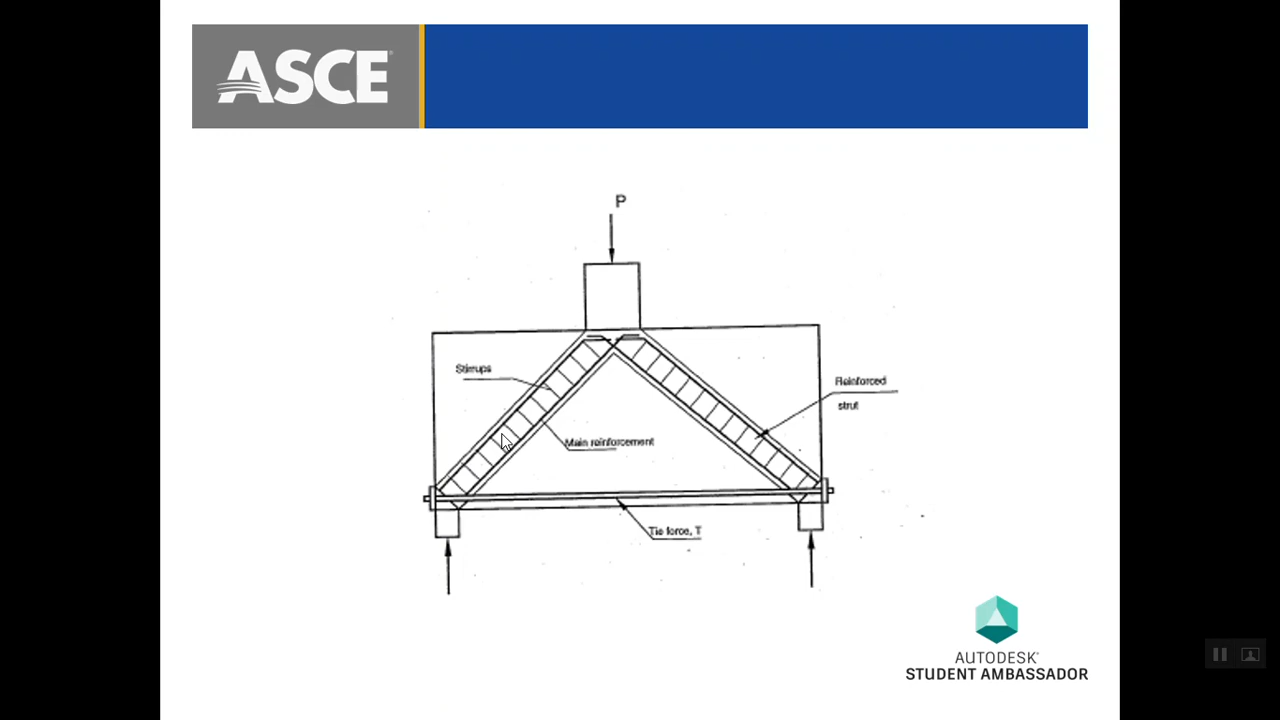 ASCE
P
Stirrups
Reinforced
strut
Main reinforcement
Tie force, T
AUTODESK®
STUDENT AMBASSADOR